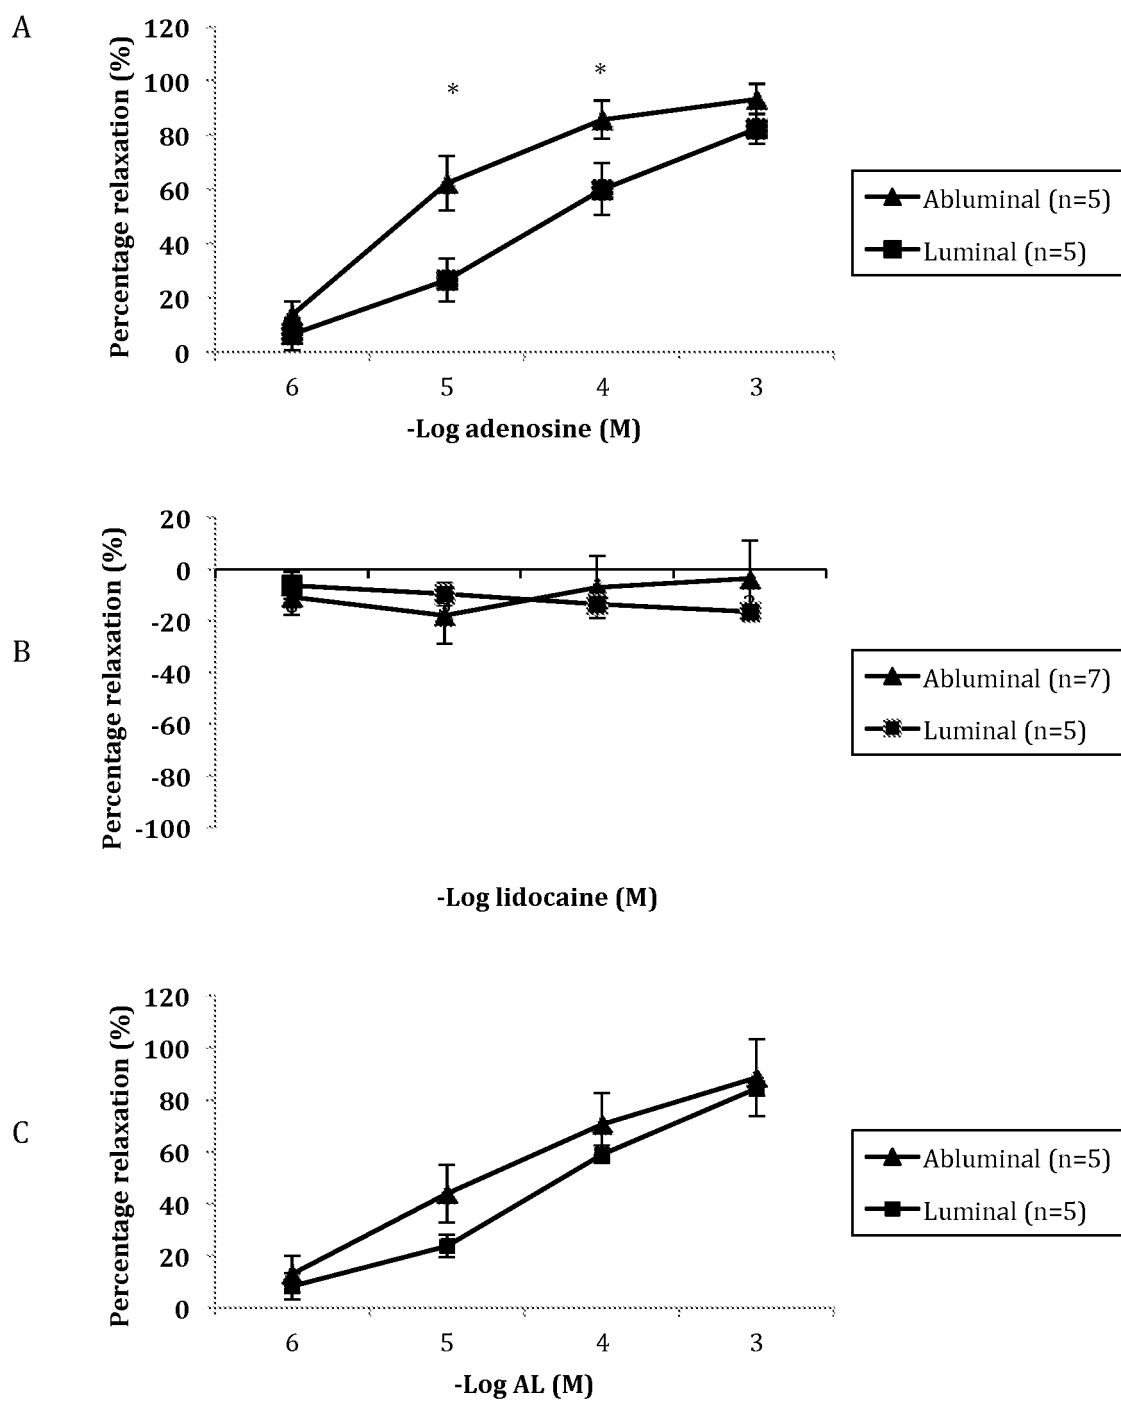 A
120
100
80
60
40
20
0
Percentage relaxation (%)
*
*
6 5 4 3
-Log adenosine (M)
Abluminal (n=5)
Luminal (n=5)
B
20
0
-20
-40
-60
-80
-100
Percentage relaxation (%)
-Log lidocaine (M)
Abluminal (n=7)
Luminal (n=5)
C
120
100
80
60
40
20
0
Percentage relaxation (%)
6 5 4 3
-Log AL (M)
Abluminal (n=5)
Luminal (n=5)